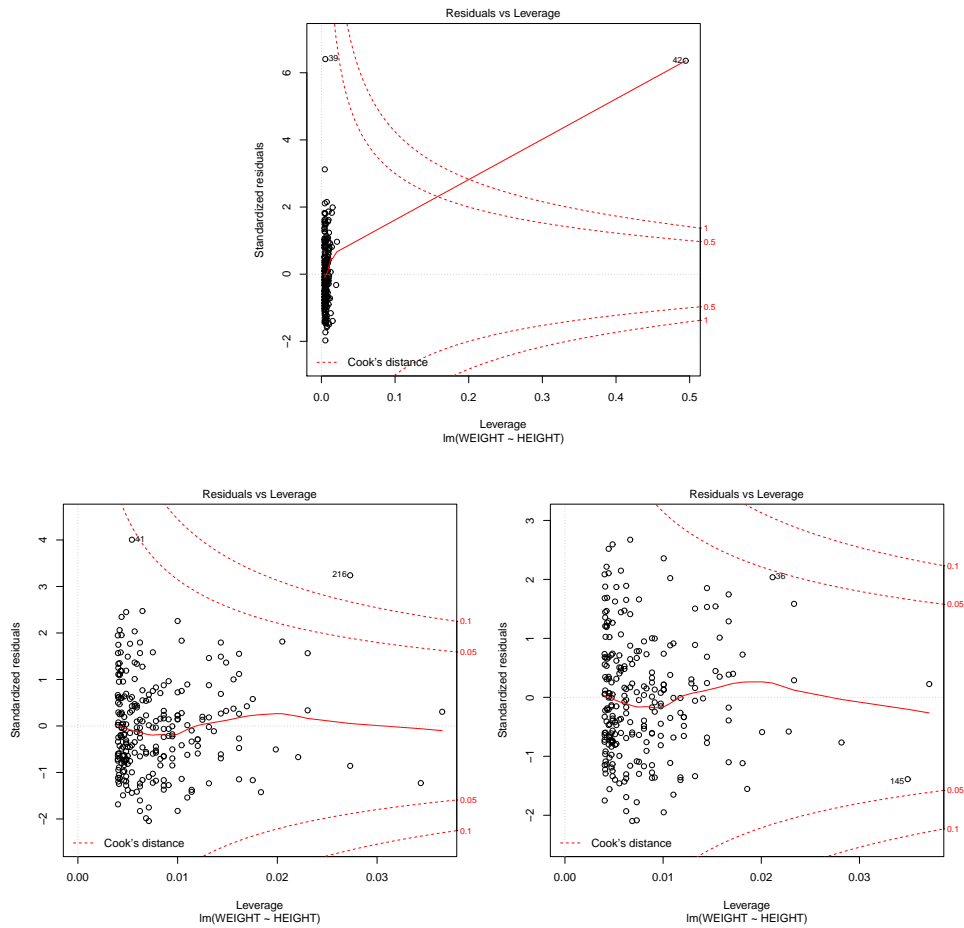 Residuals vs Leverage
Standardized residuals
6
4
2
0
−2
39
42
1
0.5
0.5
1
Cook's distance
0.0 0.1 0.2 0.3 0.4 0.5
Leverage
lm(WEIGHT ~ HEIGHT)
Residuals vs Leverage
Standardized residuals
4
3
2
1
0
−1
−2
41
216
0.1
0.05
0.05
0.1
Cook's distance
0.00 0.01 0.02 0.03
Leverage
lm(WEIGHT ~ HEIGHT)
Residuals vs Leverage
Standardized residuals
3
2
1
0
−1
−2
36
145
0.1
0.05
0.05
0.1
Cook's distance
0.00 0.01 0.02 0.03
Leverage
lm(WEIGHT ~ HEIGHT)